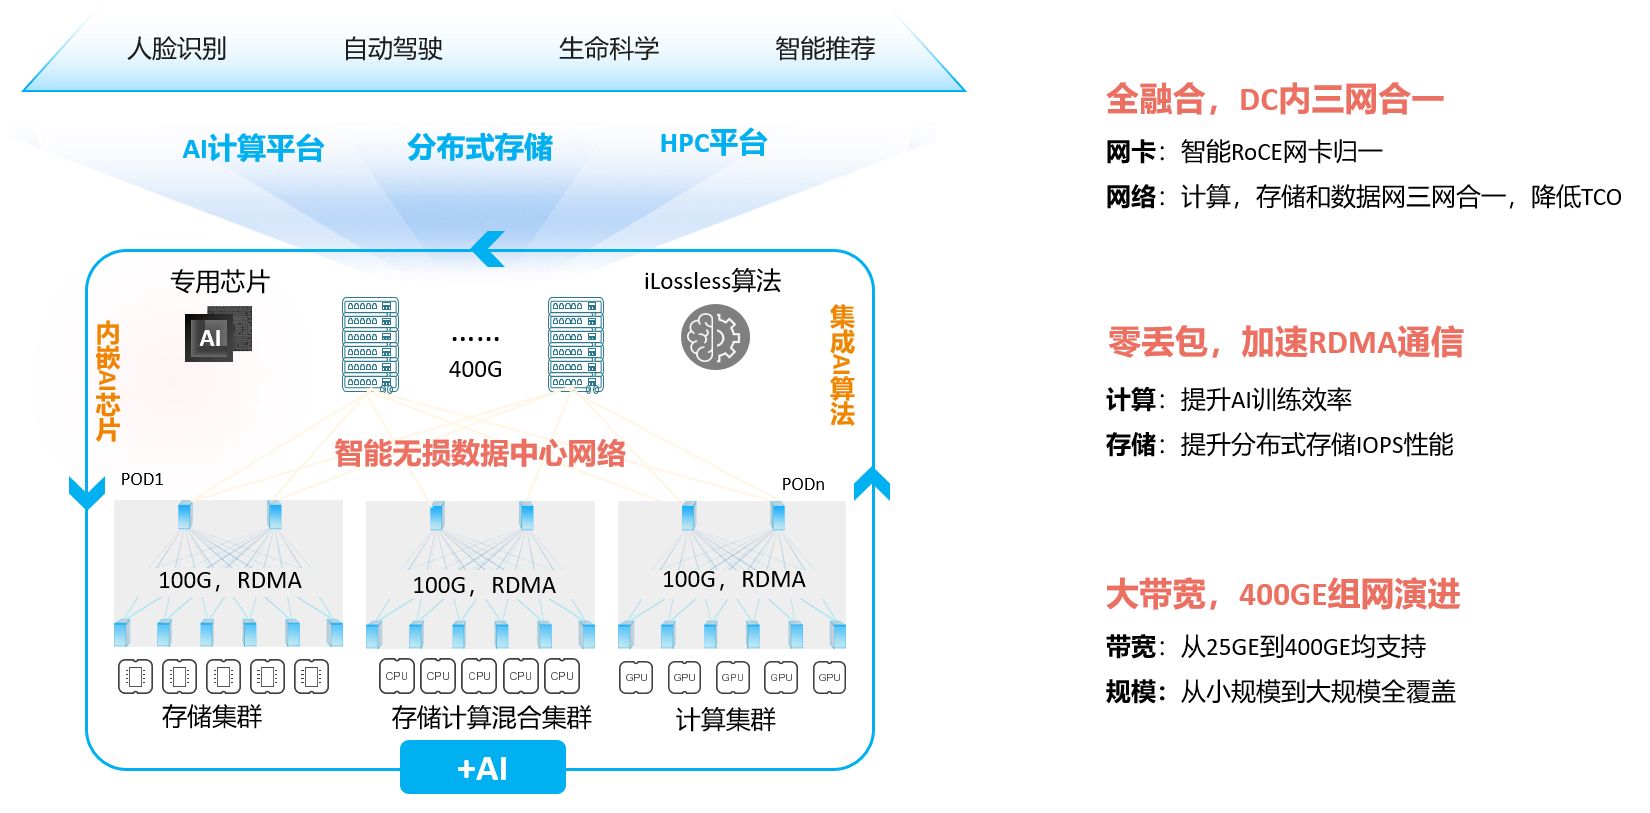 人脸识别
自动驾驶
生命科学
智能推荐
AI计算平台
分布式存储
HPC平台
专用芯片
AI
……
400G
iLossless算法
内嵌AI芯片
集成AI算法
智能无损数据中心网络
POD1
PODn
100G，RDMA
100G，RDMA
100G，RDMA
CPU
CPU
CPU
CPU
CPU
GPU
GPU
GPU
GPU
GPU
存储集群
存储计算混合集群
计算集群
+AI
全融合，DC内三网合一
网卡：智能RoCE网卡归一
网络：计算，存储和数据网三网合一，降低TCO
零丢包，加速RDMA通信
计算：提升AI训练效率
存储：提升分布式存储IOPS性能
大带宽，400GE组网演进
带宽：从25GE到400GE均支持
规模：从小规模到大规模全覆盖